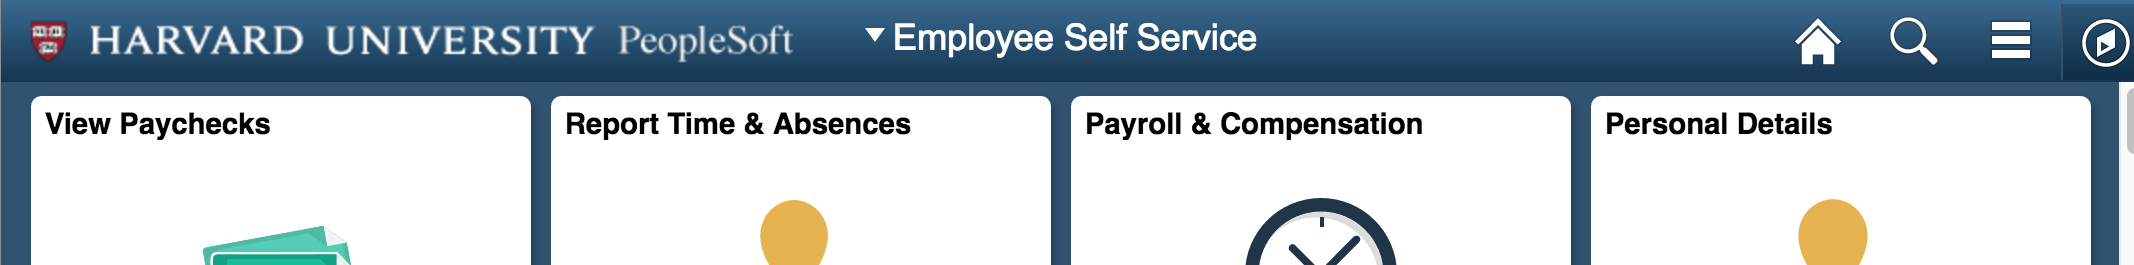 HARVARD UNIVERSITY PeopleSoft
Employee Self Service
View Paychecks
Report Time & Absences
Payroll & Compensation
Personal Details